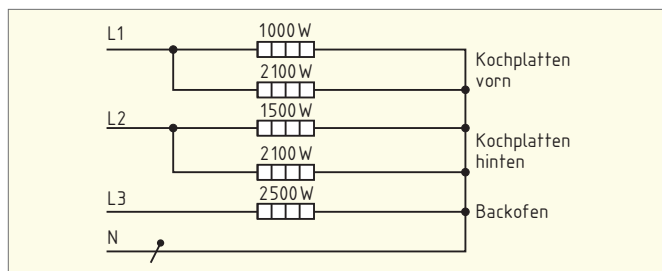 L1
1000 W
Kochplatten
vorn
2100 W
L2
1500 W
Kochplatten
hinten
2100 W
L3
2500 W
Backofen
N